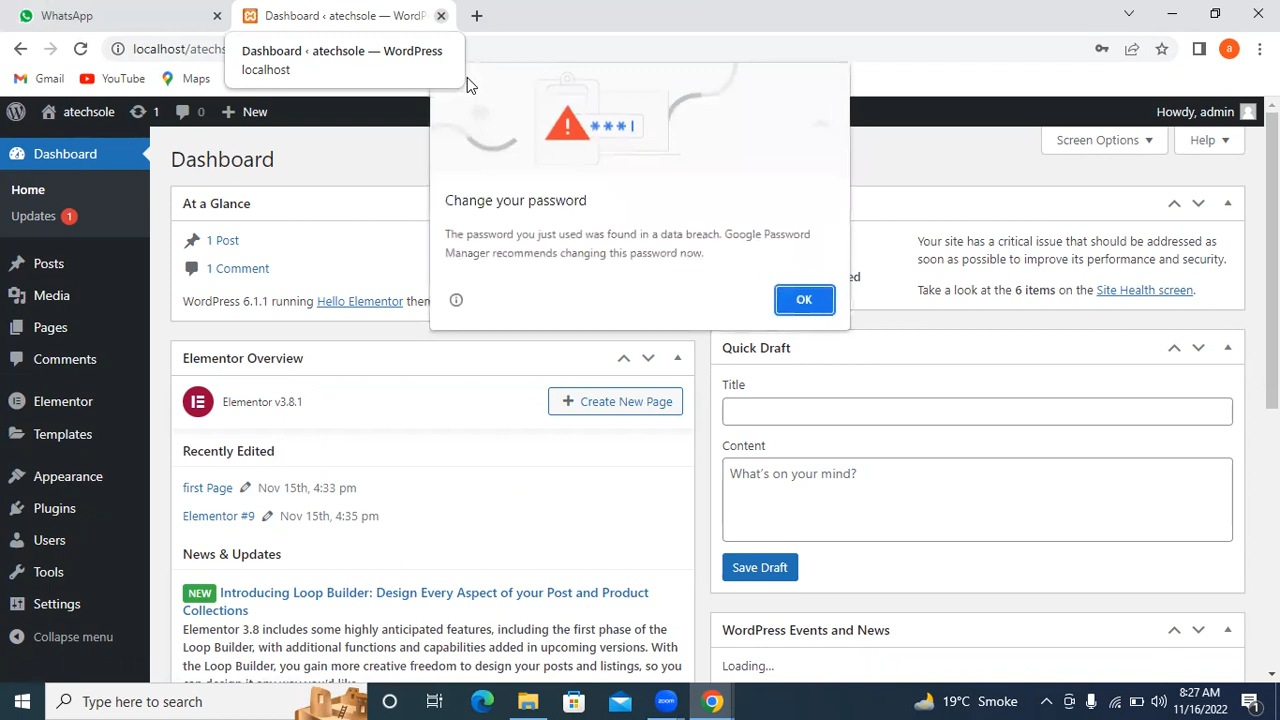 WhatsApp
Dashboard ‹ atechsole — WordP
localhost/atechs
Dashboard ‹ atechsole — WordPress
localhost
a
Gmail
YouTube
Maps
atechsole
1
0
New
Howdy, admin
Dashboard
Home
Updates 1
Posts
Media
Pages
Comments
Elementor
Templates
Appearance
Plugins
Users
Tools
Settings
Collapse menu
Dashboard
Screen Options
Help
At a Glance
1 Post
1 Comment
WordPress 6.1.1 running Hello Elementor then
***
Change your password
The password you just used was found in a data breach. Google Password
Manager recommends changing this password now.
OK
ed
Your site has a critical issue that should be addressed as
soon as possible to improve its performance and security.
Take a look at the 6 items on the Site Health screen.
Elementor Overview
Elementor v3.8.1
+ Create New Page
Recently Edited
first Page Nov 15th, 4:33 pm
Elementor #9 Nov 15th, 4:35 pm
News & Updates
NEW Introducing Loop Builder: Design Every Aspect of your Post and Product
Collections
Elementor 3.8 includes some highly anticipated features, including the first phase of the
Loop Builder, with additional functions and capabilities added in upcoming versions. With
the Loop Builder, you gain more creative freedom to design your posts and listings, so you
can design it any way you'd like
Quick Draft
Title
Content
What's on your mind?
Save Draft
WordPress Events and News
Loading...
Type here to search
zoom
19°C Smoke
8:27 AM
11/16/2022
1